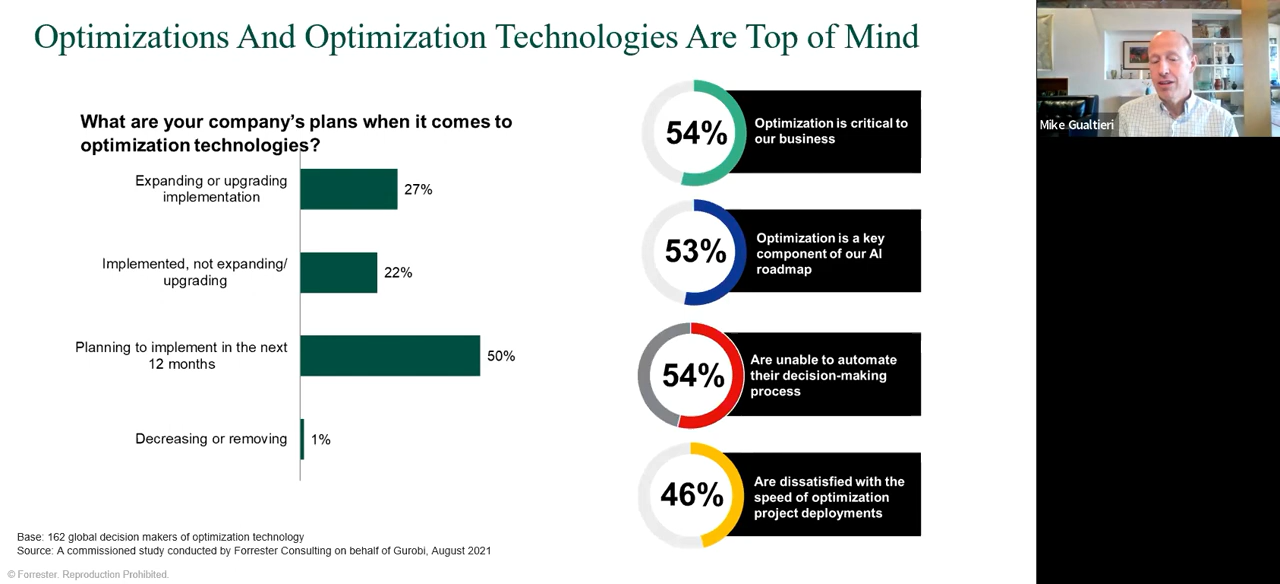 Optimizations And Optimization Technologies Are Top of Mind
What are your company's plans when it comes to
optimization technologies?
Expanding or upgrading
implementation
27%
Implemented, not expanding/
upgrading
22%
Planning to implement in the next
12 months
50%
Decreasing or removing
1%
54%
Optimization is critical to
our business
53%
Optimization is a key
component of our AI
roadmap
54%
Are unable to automate
their decision-making
process
46%
Are dissatisfied with the
speed of optimization
project deployments
Base: 162 global decision makers of optimization technology
Source: A commissioned study conducted by Forrester Consulting on behalf of Gurobi, August 2021
© Forrester. Reproduction Prohibited.
Mike Gualtieri